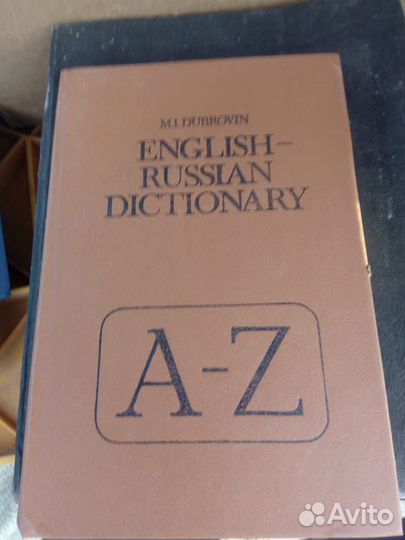 M.I. DUBROVIN
ENGLISH–
RUSSIAN
DICTIONARY
A–Z
Avito